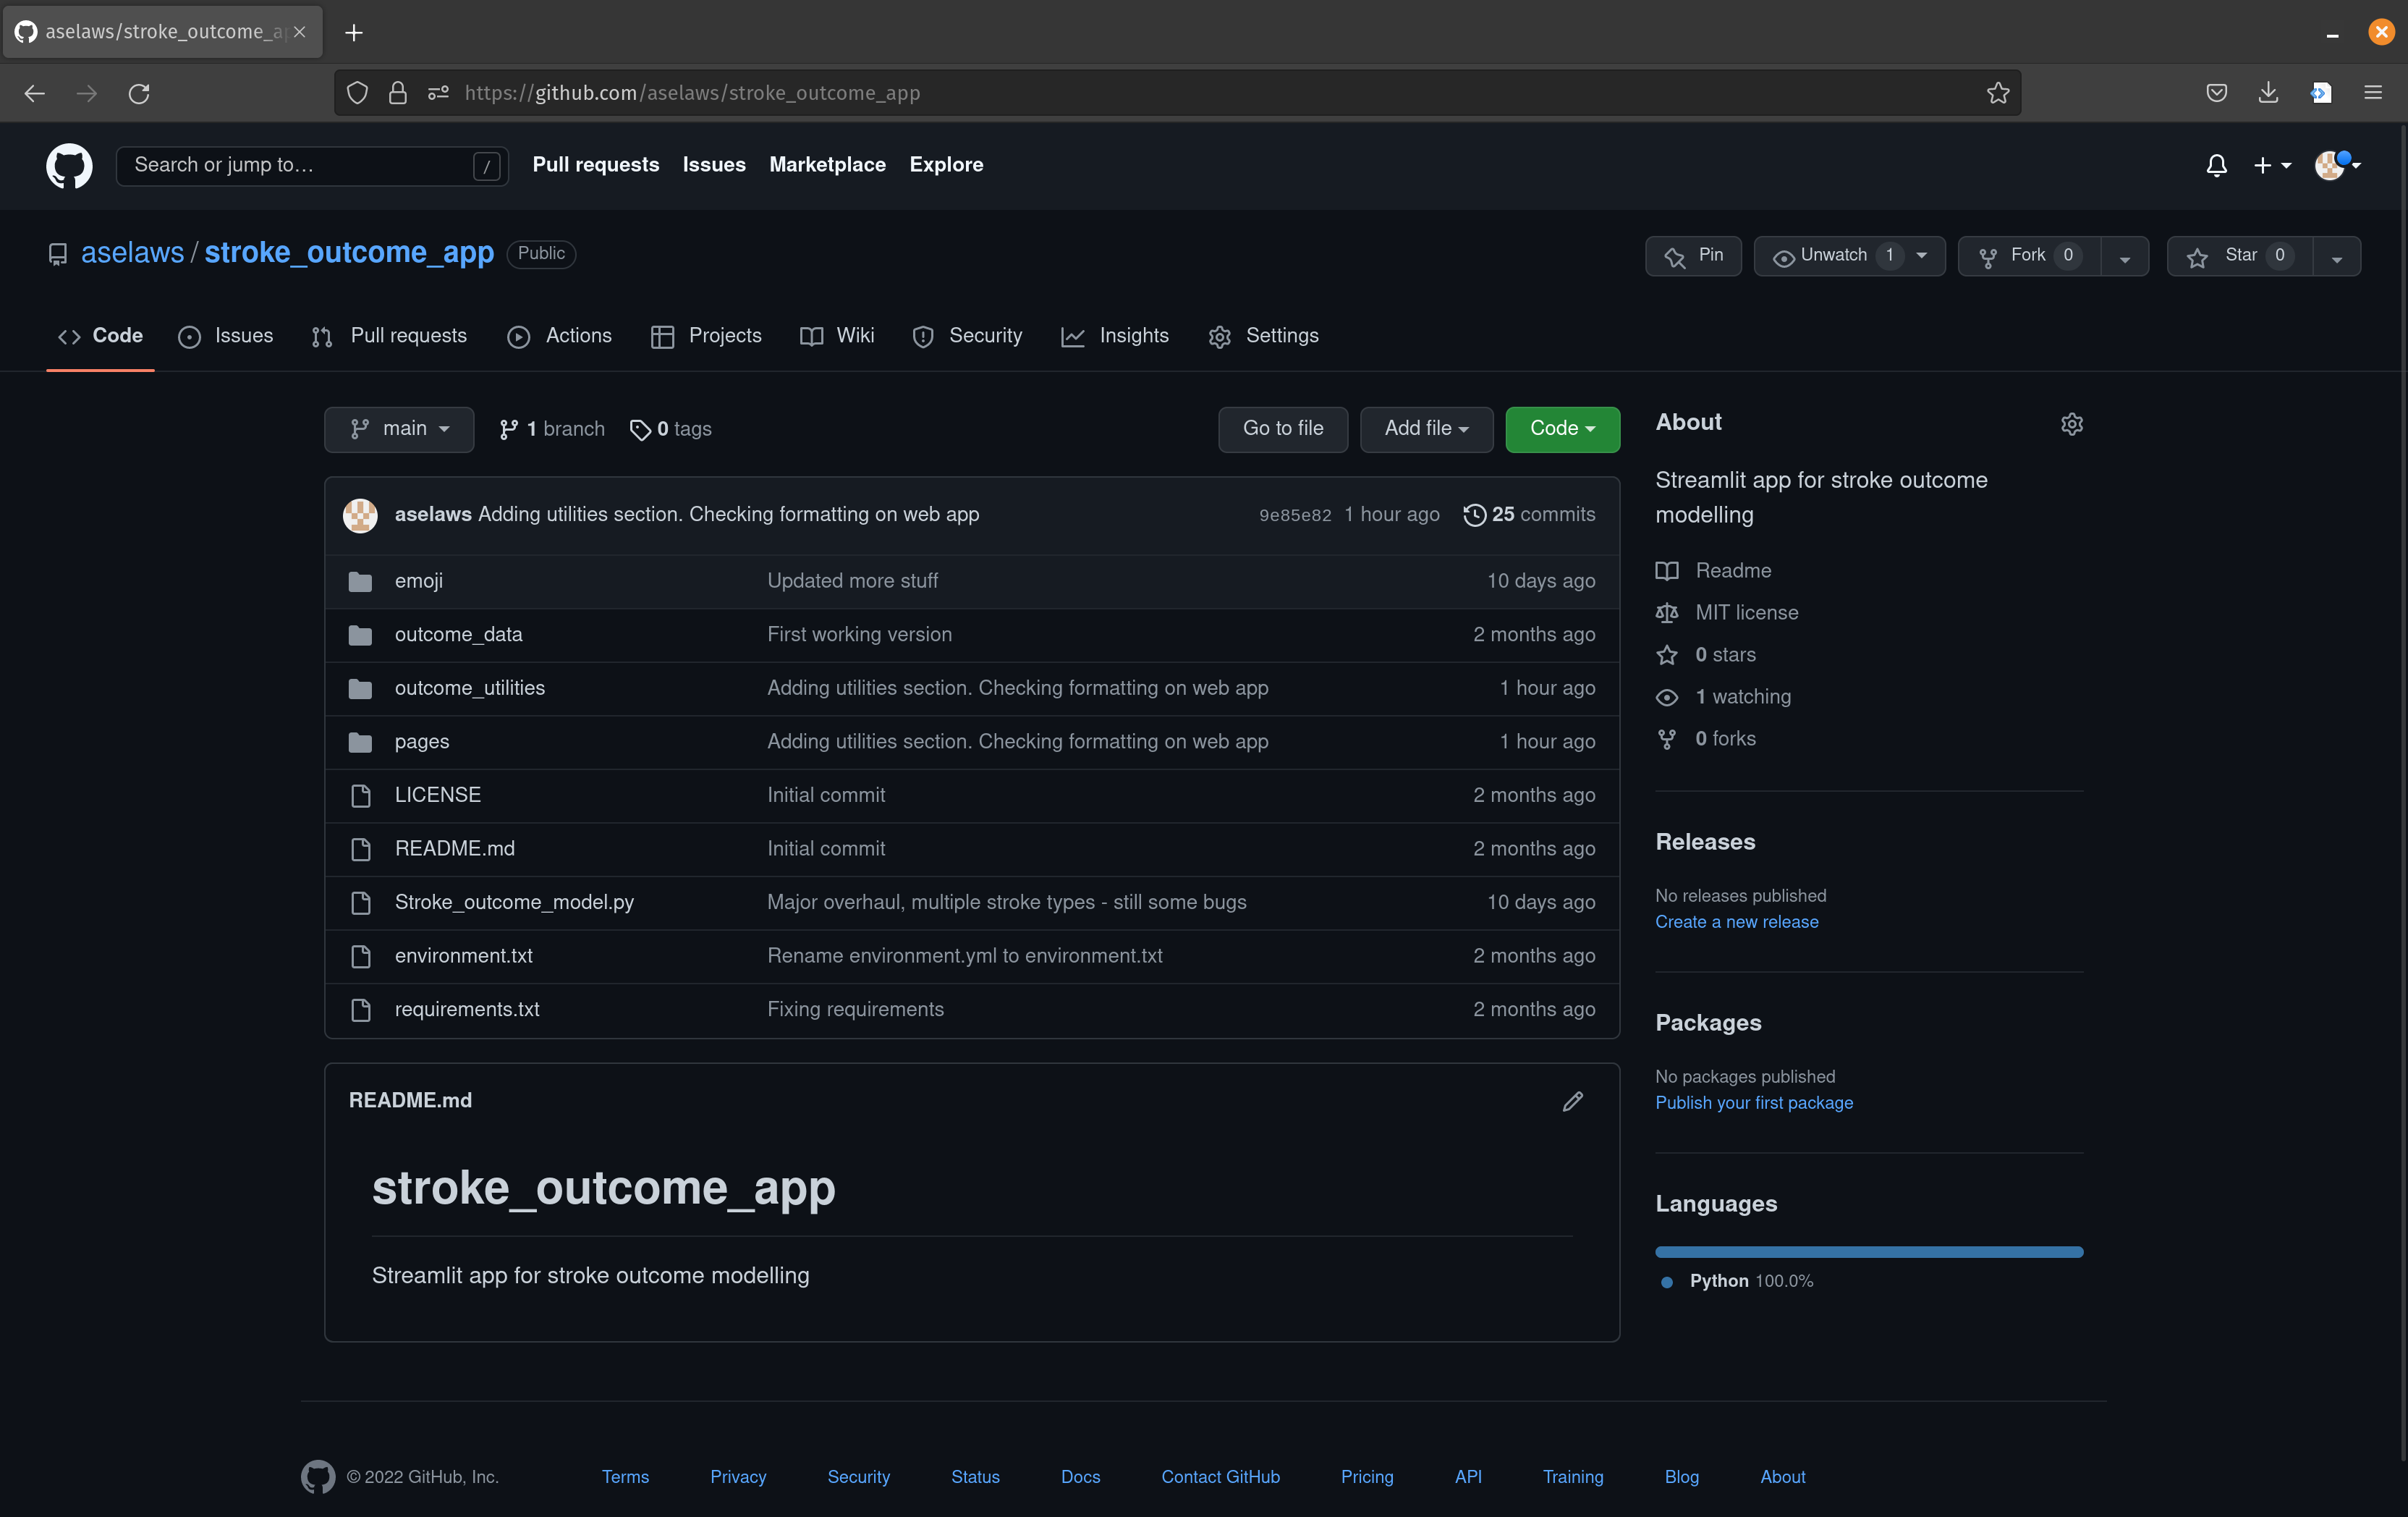 aselaws/stroke_outcome_ap
https://github.com/aselaws/stroke_outcome_app
Search or jump to… /
Pull requests Issues Marketplace Explore
aselaws / stroke_outcome_app Public
Pin Unwatch 1 Fork 0 Star 0
Code Issues Pull requests Actions Projects Wiki Security Insights Settings
main 1 branch 0 tags Go to file Add file Code
aselaws Adding utilities section. Checking formatting on web app 9e85e82 1 hour ago 25 commits
emoji Updated more stuff 10 days ago
outcome_data First working version 2 months ago
outcome_utilities Adding utilities section. Checking formatting on web app 1 hour ago
pages Adding utilities section. Checking formatting on web app 1 hour ago
LICENSE Initial commit 2 months ago
README.md Initial commit 2 months ago
Stroke_outcome_model.py Major overhaul, multiple stroke types - still some bugs 10 days ago
environment.txt Rename environment.yml to environment.txt 2 months ago
requirements.txt Fixing requirements 2 months ago
README.md
stroke_outcome_app
Streamlit app for stroke outcome modelling
About
Streamlit app for stroke outcome
modelling
Readme
MIT license
0 stars
1 watching
0 forks
Releases
No releases published
Create a new release
Packages
No packages published
Publish your first package
Languages
Python 100.0%
© 2022 GitHub, Inc. Terms Privacy Security Status Docs Contact GitHub Pricing API Training Blog About